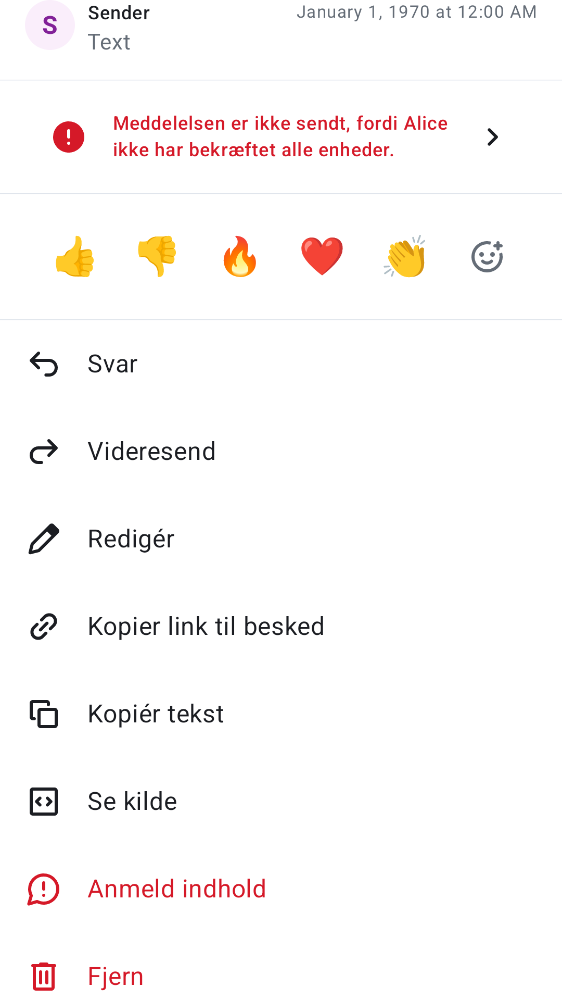 S
Sender
January 1, 1970 at 12:00 AM
Text
Meddelelsen er ikke sendt, fordi Alice
ikke har bekræftet alle enheder.
Svar
Videresend
Redigér
Kopier link til besked
Kopiér tekst
Se kilde
Anmeld indhold
Fjern